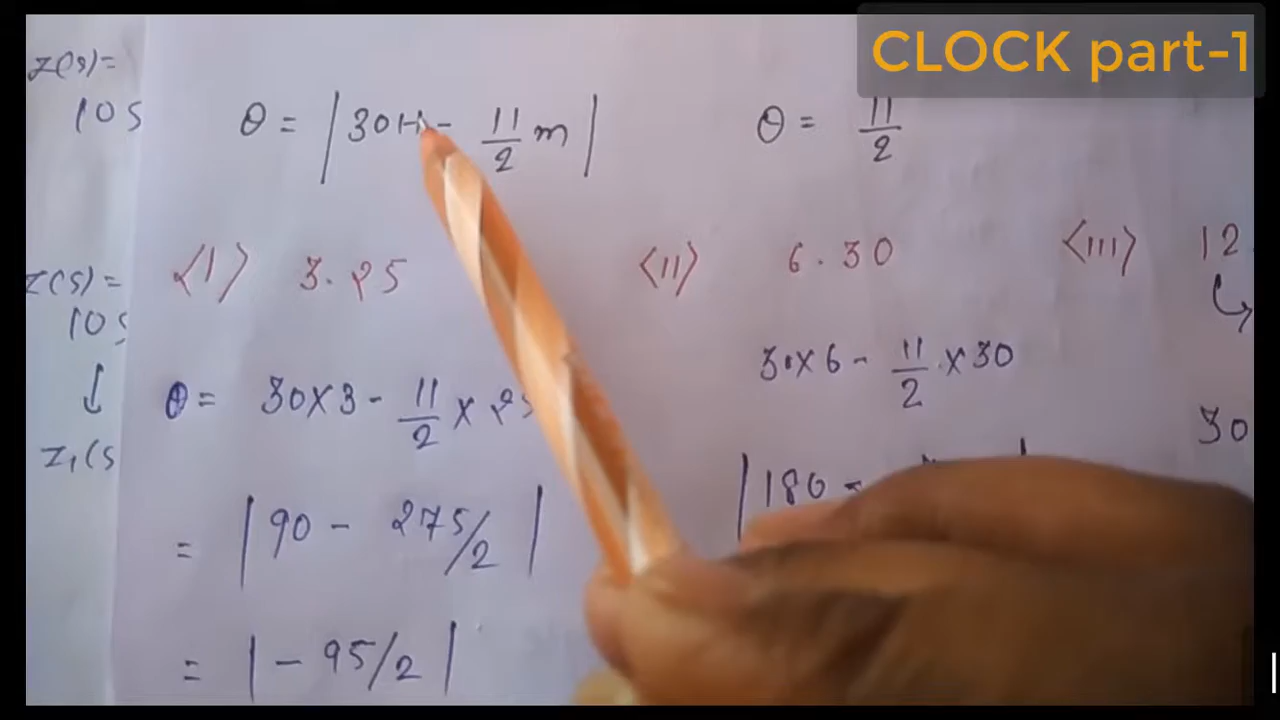 CLOCK part-1
z(s)=
10s
θ = |30H - 11/2 m|
θ = 11/2
z(s)=
10s
↓
z₁(s
<I> 3.25
θ = 30×3 - 11/2 × 25
= |90 - 275/2|
= |- 95/2|
<II> 6.30
30×6 - 11/2 × 30
|180 -
<III> 12
30